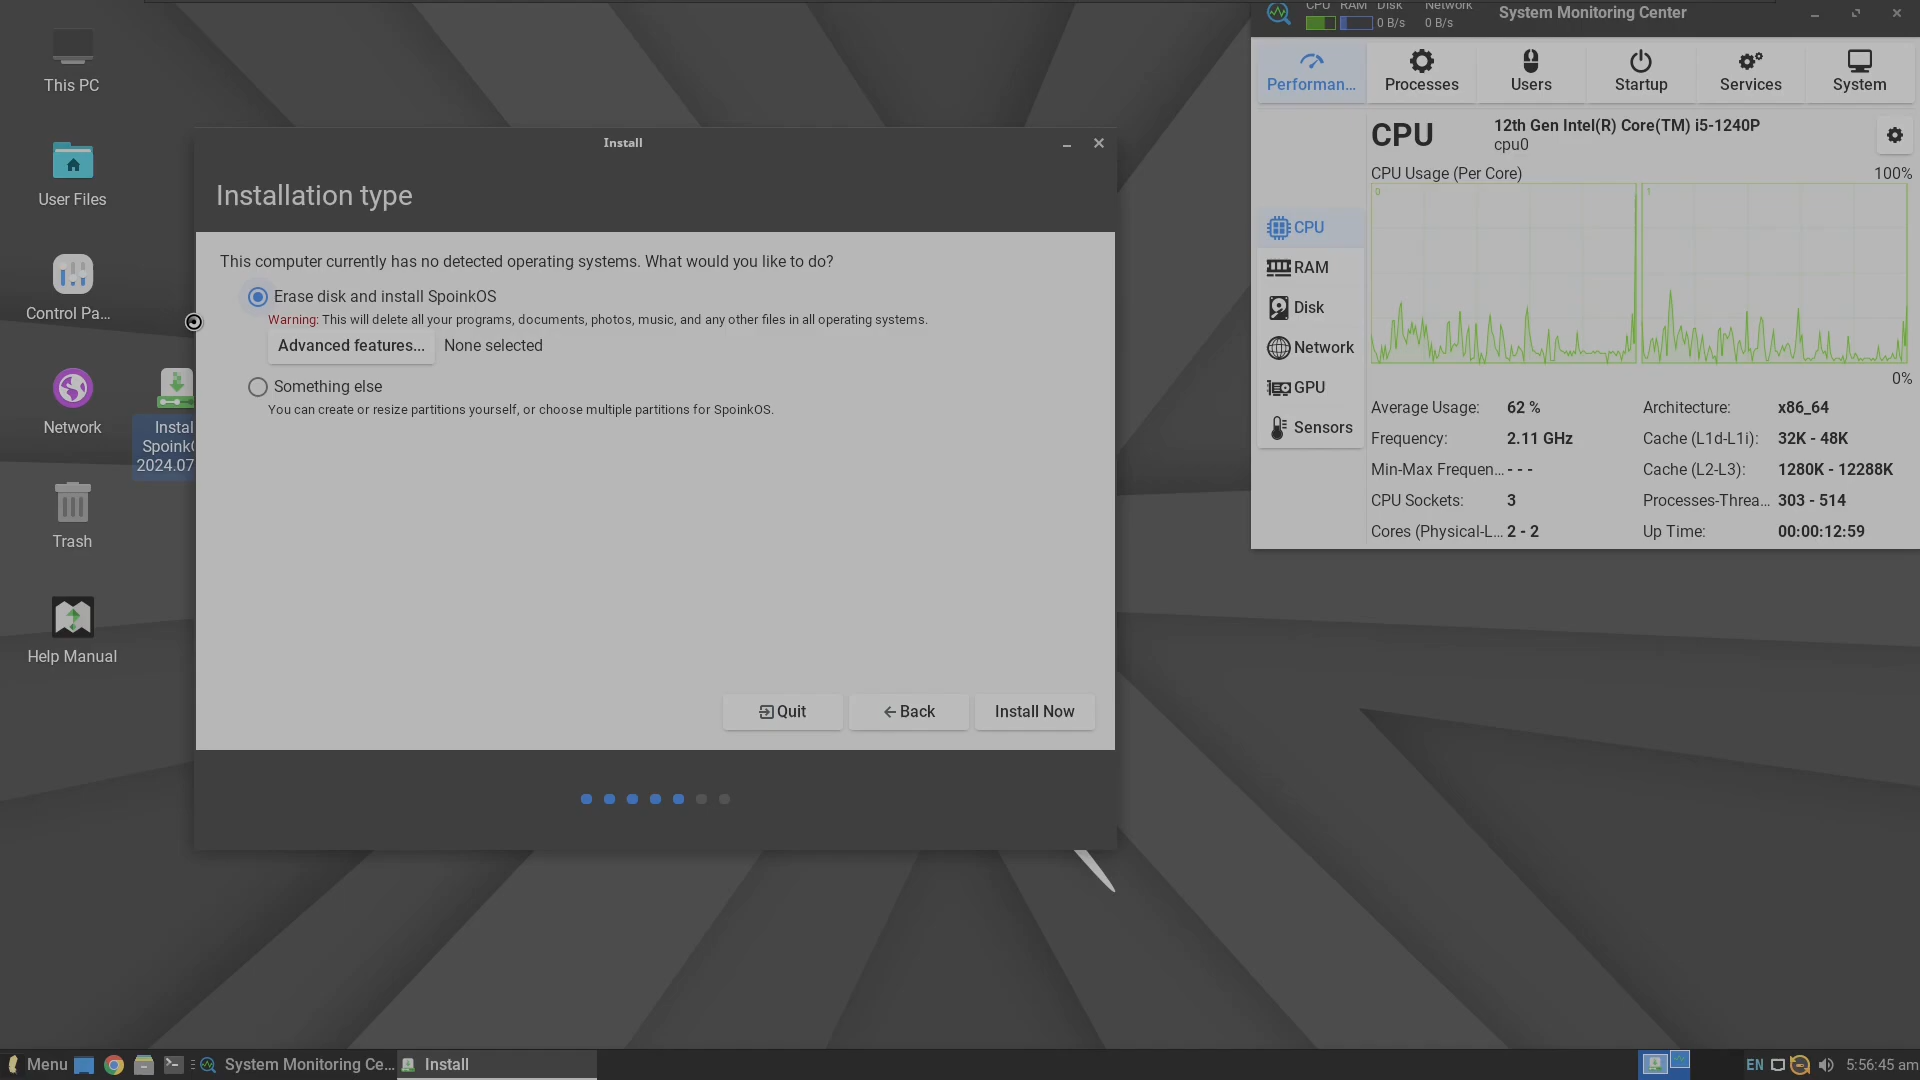 This PC
User Files
Control Pa...
Network
Trash
Help Manual
Instal
Spoink
2024.07
Install
Installation type
This computer currently has no detected operating systems. What would you like to do?
Erase disk and install SpoinkOS
Warning: This will delete all your programs, documents, photos, music, and any other files in all operating systems.
Advanced features... None selected
Something else
You can create or resize partitions yourself, or choose multiple partitions for SpoinkOS.
Quit
Back
Install Now
CPU RAM Disk Network
0 B/s 0 B/s
System Monitoring Center
Performan...
Processes
Users
Startup
Services
System
CPU
RAM
Disk
Network
GPU
Sensors
CPU
12th Gen Intel(R) Core(TM) i5-1240P
cpu0
CPU Usage (Per Core) 100%
0 1
0%
Average Usage: 62 %
Frequency: 2.11 GHz
Min-Max Frequen... - - -
CPU Sockets: 3
Cores (Physical-L... 2 - 2
Architecture: x86_64
Cache (L1d-L1i): 32K - 48K
Cache (L2-L3): 1280K - 12288K
Processes-Threa... 303 - 514
Up Time: 00:00:12:59
Menu
System Monitoring Ce...
Install
EN
5:56:45 am